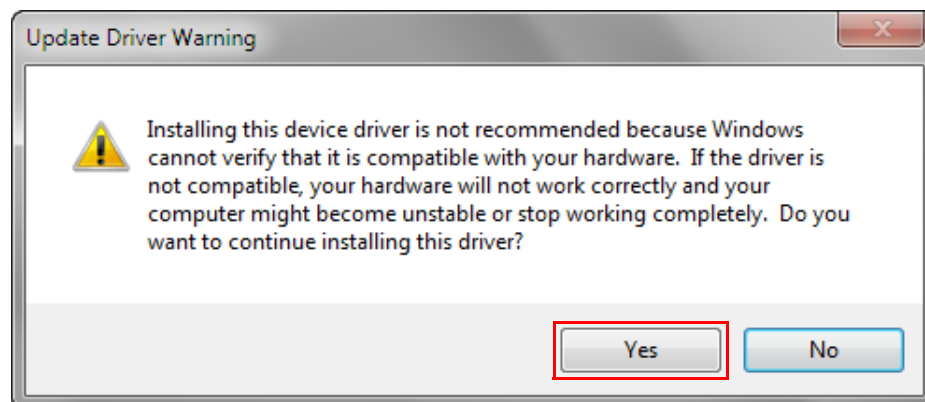 Update Driver Warning
Installing this device driver is not recommended because Windows
cannot verify that it is compatible with your hardware.  If the driver is
not compatible, your hardware will not work correctly and your
computer might become unstable or stop working completely.  Do you
want to continue installing this driver?
Yes
No